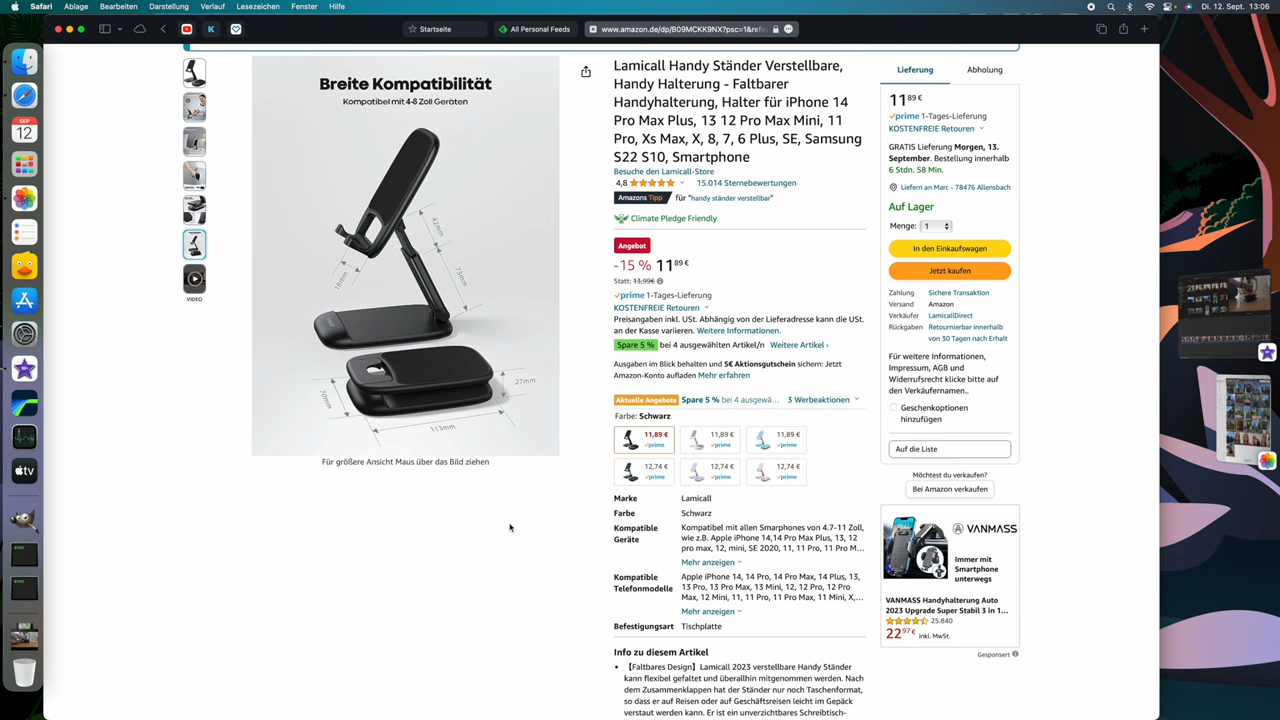 Safari Ablage Bearbeiten Darstellung Verlauf Lesezeichen Fenster Hilfe
Di. 12. Sept. 13:06
Startseite
All Personal Feeds
www.amazon.de/dp/B09MCKK9NX?psc=1&ref=
SEP
12
tv
VIDEO
Breite Kompatibilität
Kompatibel mit 4-8 Zoll Geräten
42mm
18mm
73mm
70mm
27mm
113mm
Für größere Ansicht Maus über das Bild ziehen
Lamicall Handy Ständer Verstellbare,
Handy Halterung - Faltbarer
Handyhalterung, Halter für iPhone 14
Pro Max Plus, 13 12 Pro Max Mini, 11
Pro, Xs Max, X, 8, 7, 6 Plus, SE, Samsung
S22 S10, Smartphone
Besuche den Lamicall-Store
4,8 15.014 Sternebewertungen
Amazons Tipp für "handy ständer verstellbar"
Climate Pledge Friendly
Angebot
-15 % 11 89 €
Statt: 13,99€
prime 1-Tages-Lieferung
KOSTENFREIE Retouren
Preisangaben inkl. USt. Abhängig von der Lieferadresse kann die USt.
an der Kasse variieren. Weitere Informationen.
Spare 5 % bei 4 ausgewählten Artikel/n Weitere Artikel ›
Ausgaben im Blick behalten und 5€ Aktionsgutschein sichern: Jetzt
Amazon-Konto aufladen Mehr erfahren
Aktuelle Angebote Spare 5 % bei 4 ausgewä... 3 Werbeaktionen
Farbe: Schwarz
11,89 € prime
11,89 € prime
11,89 € prime
12,74 € prime
12,74 € prime
12,74 € prime
Marke Lamicall
Farbe Schwarz
Kompatible Geräte
Kompatibel mit allen Smarphones von 4.7-11 Zoll,
wie z.B. Apple iPhone 14,14 Pro Max Plus, 13, 12
pro max, 12, mini, SE 2020, 11, 11 Pro, 11 Pro M...
Mehr anzeigen
Kompatible Telefonmodelle
Apple iPhone 14, 14 Pro, 14 Pro Max, 14 Plus, 13,
13 Pro, 13 Pro Max, 13 Mini, 12, 12 Pro, 12 Pro
Max, 12 Mini, 11, 11 Pro, 11 Pro Max, 11 Mini, X,...
Mehr anzeigen
Befestigungsart Tischplatte
Info zu diesem Artikel
• 【Faltbares Design】Lamicall 2023 verstellbare Handy Ständer
kann flexibel gefaltet und überallhin mitgenommen werden. Nach
dem Zusammenklappen hat der Ständer nur noch Taschenformat,
so dass er auf Reisen oder auf Geschäftsreisen leicht im Gepäck
verstaut werden kann. Er ist ein unverzichtbares Schreibtisch-
Lieferung Abholung
11 89 €
prime 1-Tages-Lieferung
KOSTENFREIE Retouren
GRATIS Lieferung Morgen, 13.
September. Bestellung innerhalb
6 Stdn. 58 Min.
Liefern an Marc - 78476 Allensbach
Auf Lager
Menge: 1
In den Einkaufswagen
Jetzt kaufen
Zahlung Sichere Transaktion
Versand Amazon
Verkäufer LamicallDirect
Rückgaben Retournierbar innerhalb
von 30 Tagen nach Erhalt
Für weitere Informationen,
Impressum, AGB und
Widerrufsrecht klicke bitte auf
den Verkäufernamen..
Geschenkoptionen
hinzufügen
Auf die Liste
Möchtest du verkaufen?
Bei Amazon verkaufen
VANMASS
Immer mit
Smartphone
unterwegs
VANMASS Handyhalterung Auto
2023 Upgrade Super Stabil 3 in 1...
25.840
22 97 € inkl. MwSt.
Gesponsert